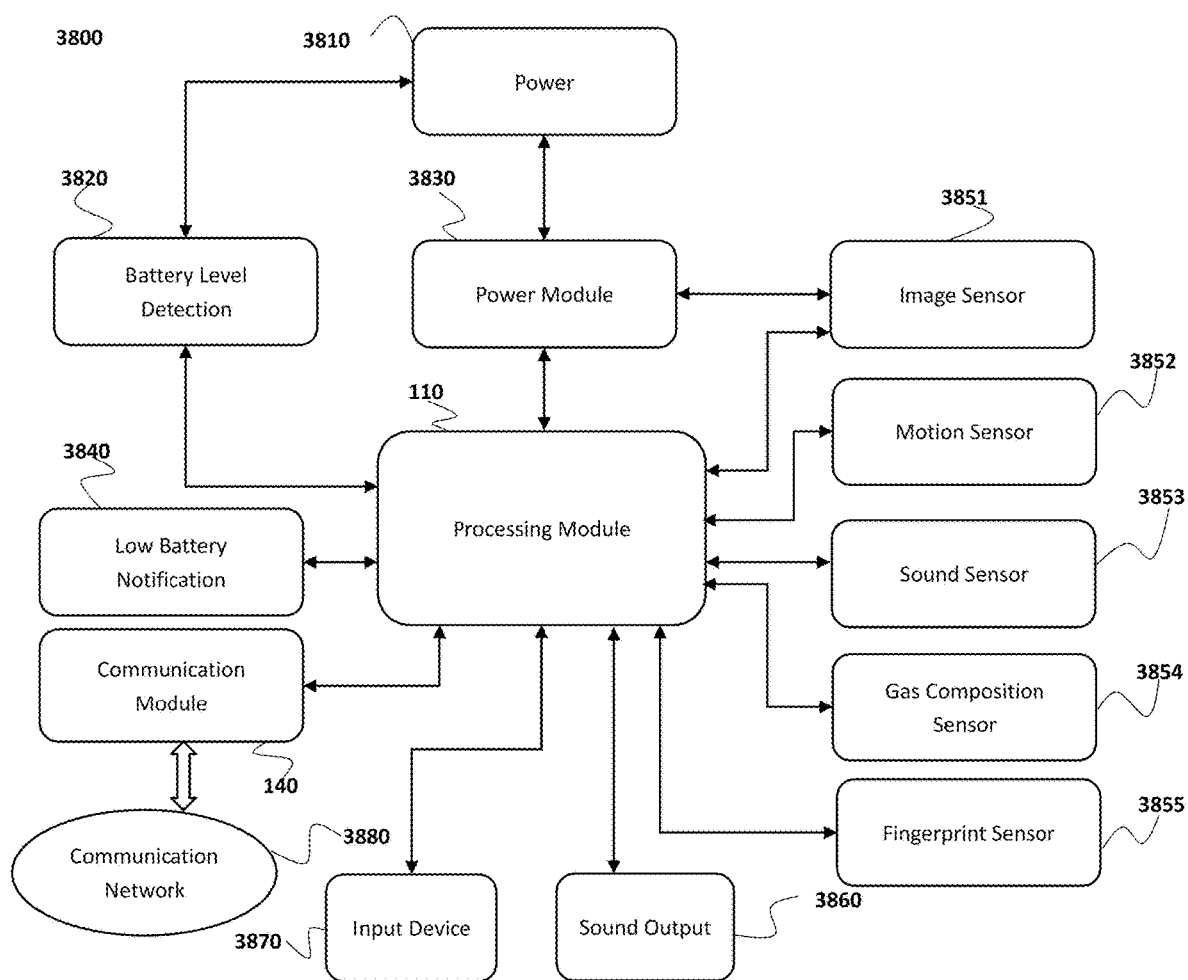 3800
3810
Power
3820
3830
3851
Battery Level
Detection
Power Module
Image Sensor
3852
110
Motion Sensor
3840
Processing Module
3853
Low Battery
Notification
Sound Sensor
Communication
Module
3854
Gas Composition
Sensor
140
3855
3880
Fingerprint Sensor
Communication
Network
3860
Input Device
Sound Output
3870